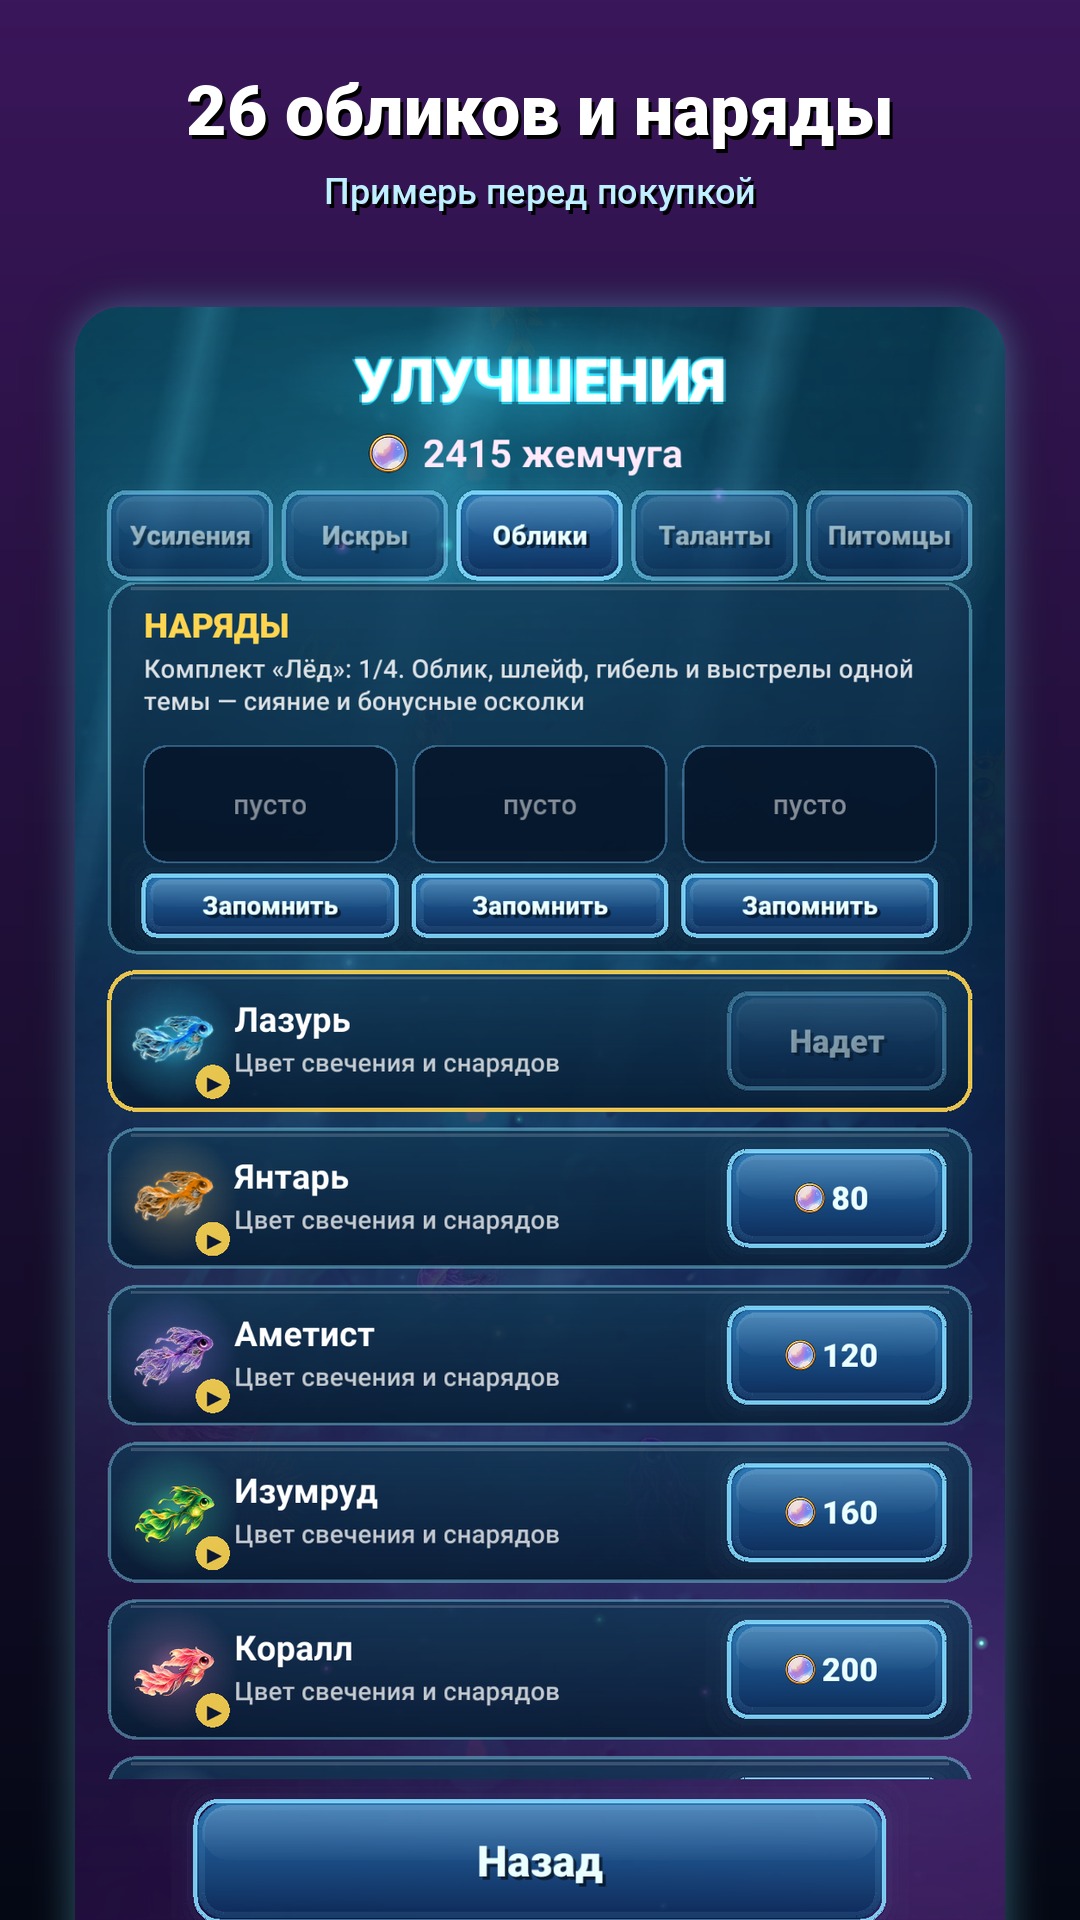 26 обликов и наряды
Примерь перед покупкой
УЛУЧШЕНИЯ
2415 жемчуга
Усиления Искры Облики Таланты Питомцы
НАРЯДЫ
Комплект «Лёд»: 1/4. Облик, шлейф, гибель и выстрелы одной
темы — сияние и бонусные осколки
пусто пусто пусто
Запомнить Запомнить Запомнить
Лазурь
Цвет свечения и снарядов
Надет
Янтарь
Цвет свечения и снарядов
80
Аметист
Цвет свечения и снарядов
120
Изумруд
Цвет свечения и снарядов
160
Коралл
Цвет свечения и снарядов
200
Назад